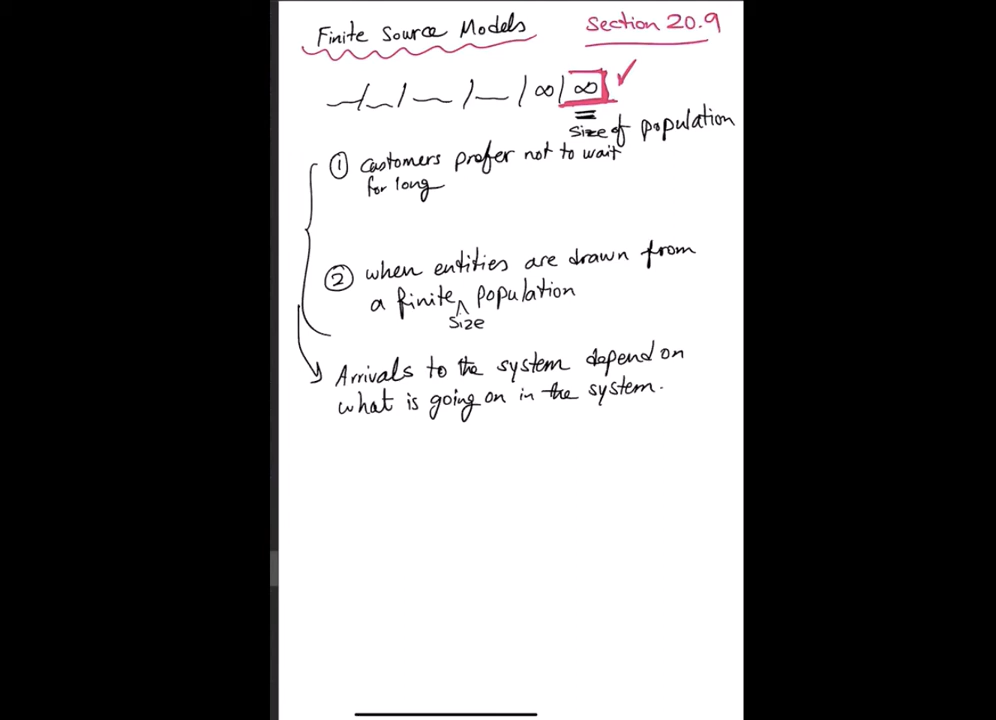 Finite Source Models
Section 20.9
_/_/_/_/∞/∞ ✓
Size of population
① Customers prefer not to wait
for long
② when entities are drawn from
a finite ^ population
Size
Arrivals to the system depend on
what is going on in the system.